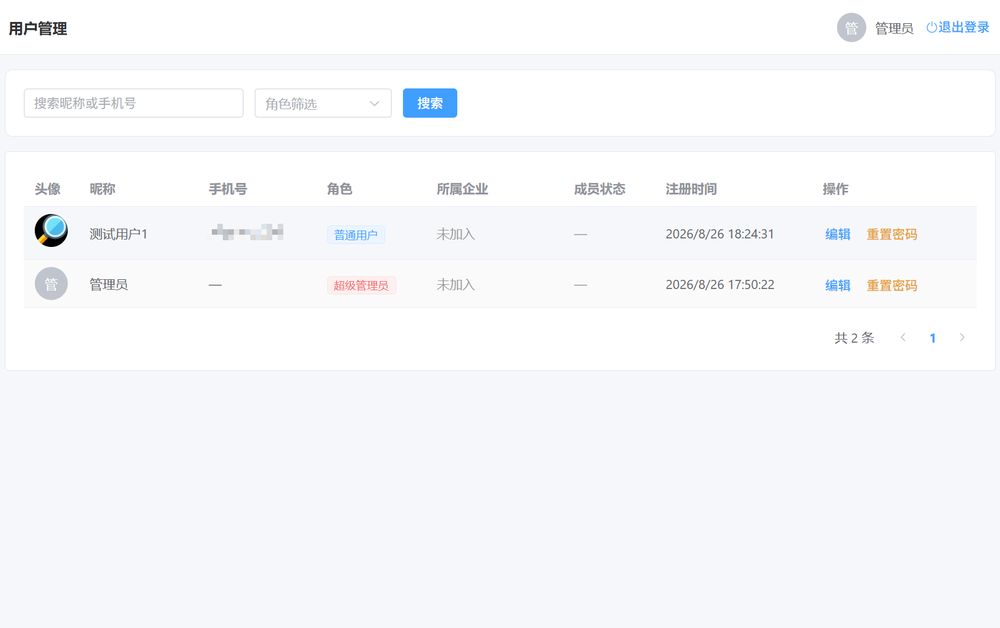 用户管理
管 管理员 退出登录
搜索昵称或手机号 角色筛选 搜索
头像 昵称 手机号 角色 所属企业 成员状态 注册时间 操作
测试用户1 普通用户 未加入 — 2026/8/26 18:24:31 编辑 重置密码
管 管理员 — 超级管理员 未加入 — 2026/8/26 17:50:22 编辑 重置密码
共 2 条 1